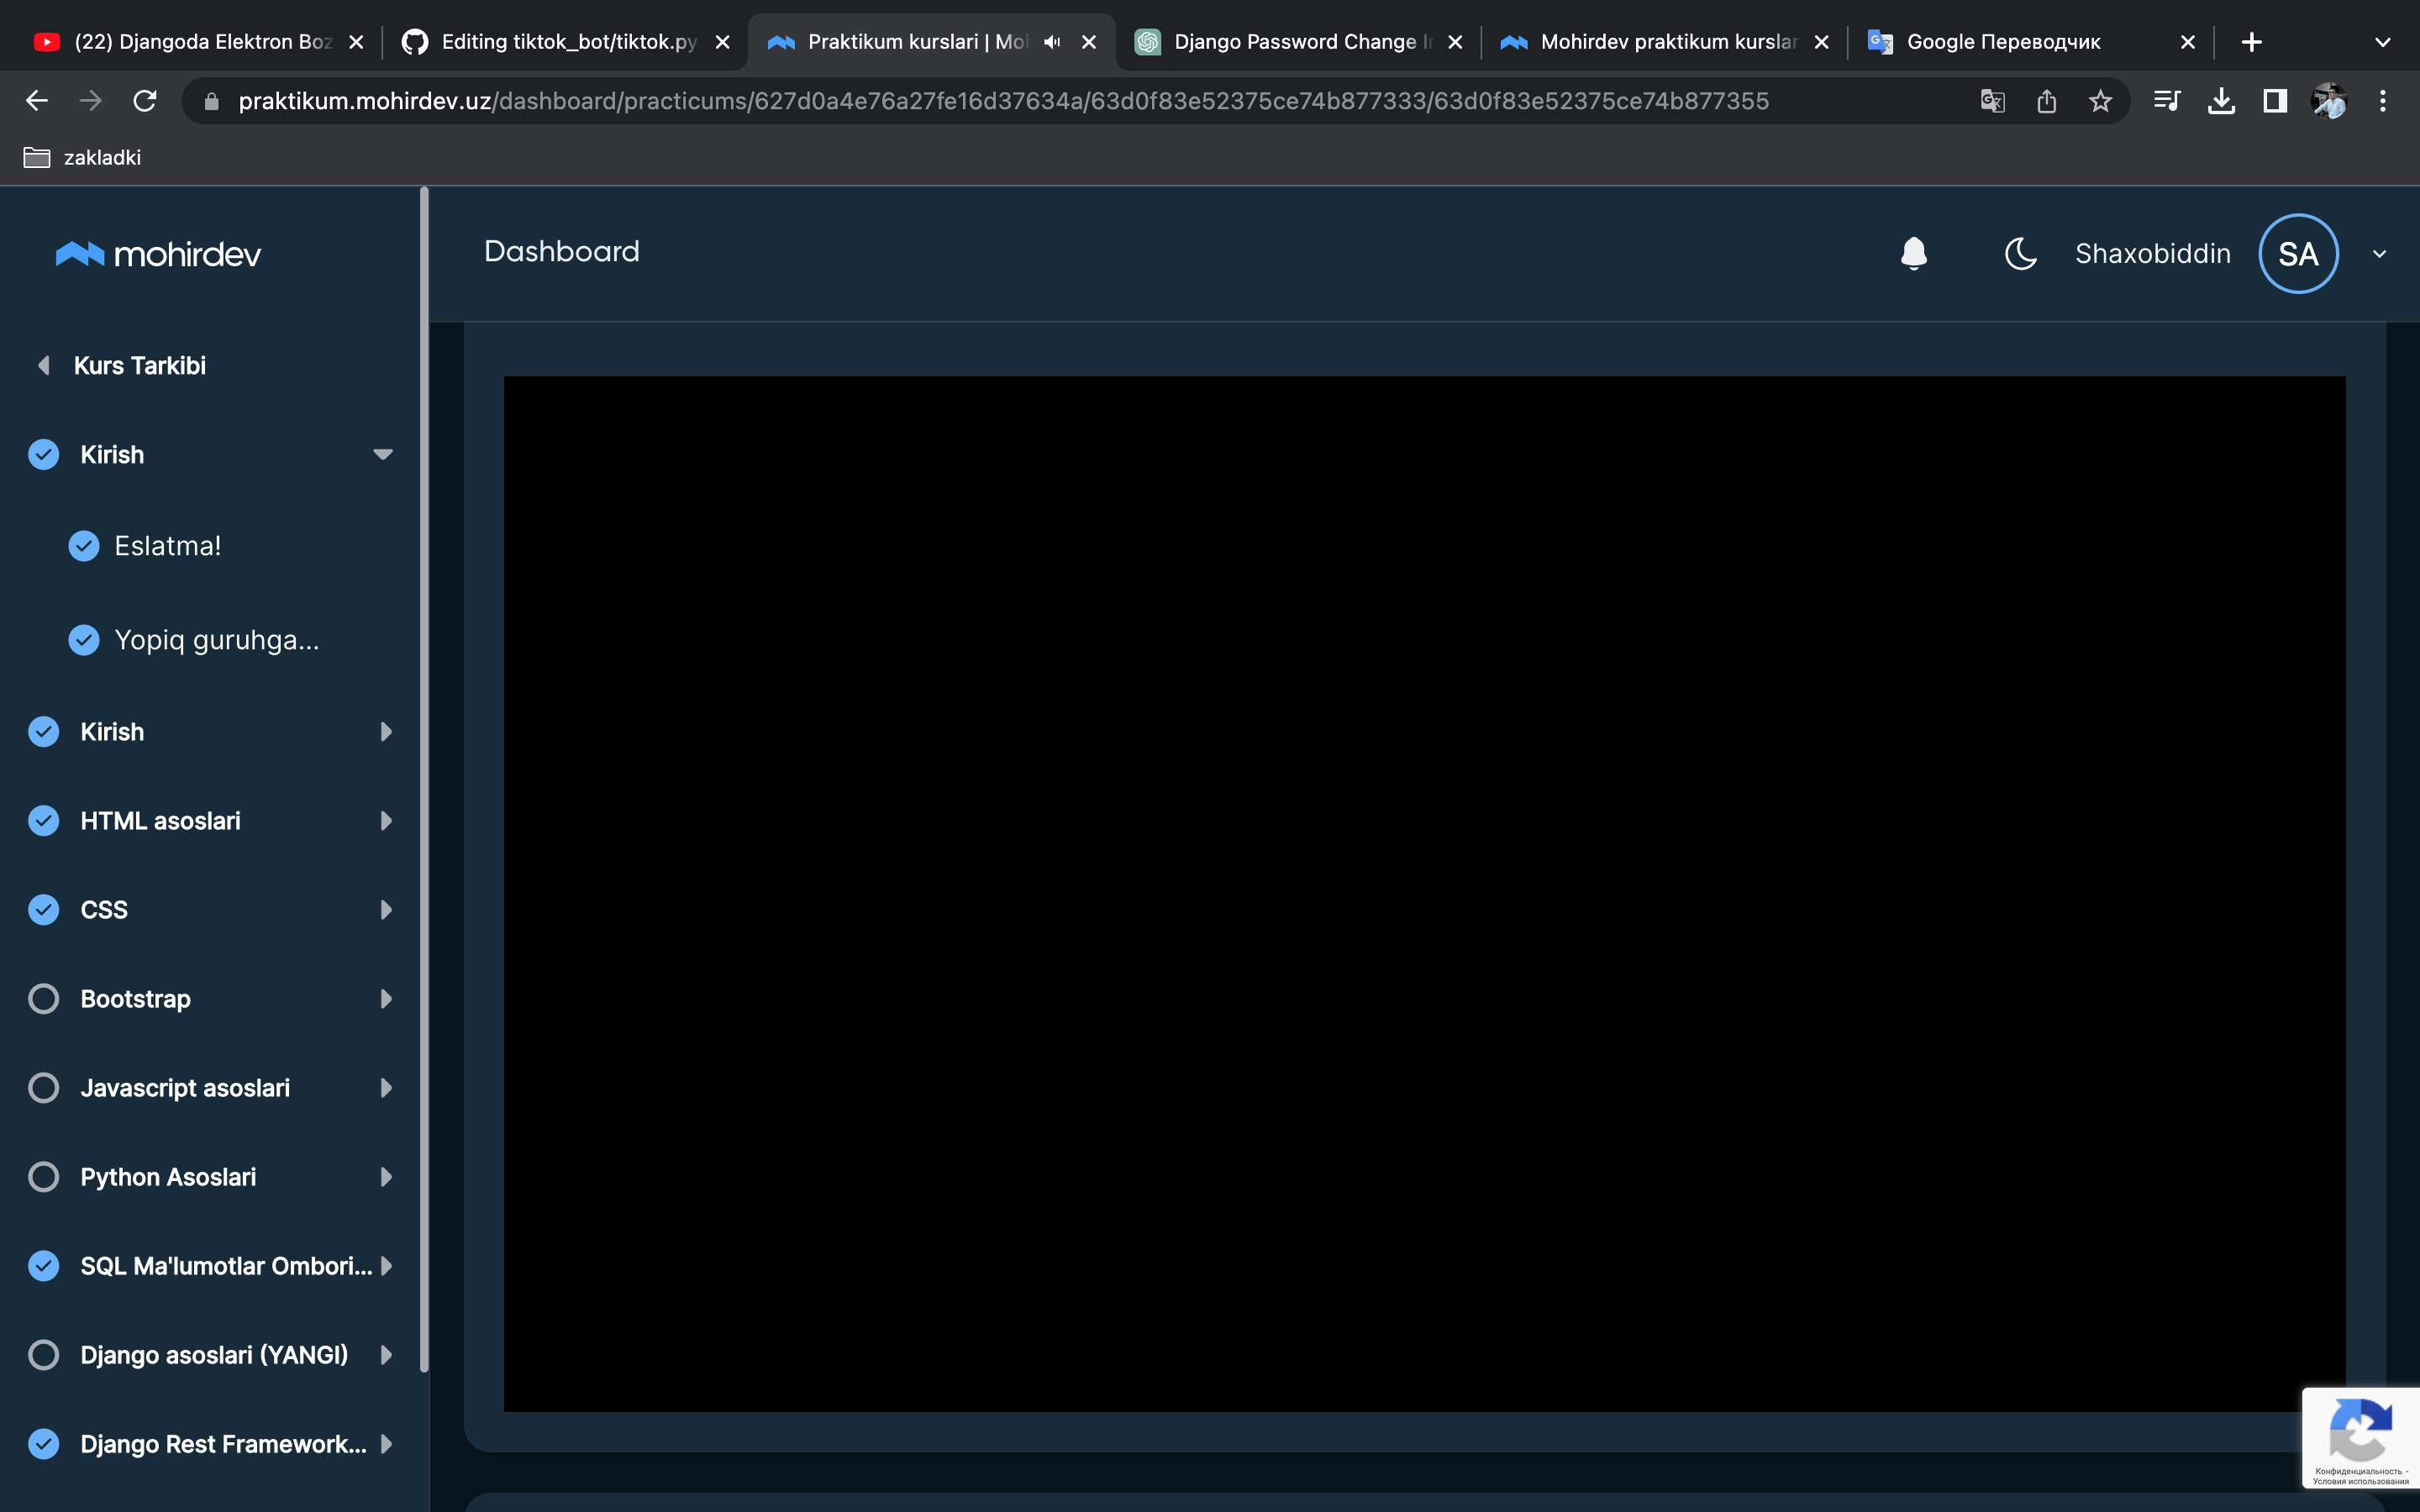 (22) Djangoda Elektron Boz
Editing tiktok_bot/tiktok.py
Praktikum kurslari | Moh
Django Password Change In
Mohirdev praktikum kurslar
Google Переводчик
praktikum.mohirdev.uz/dashboard/practicums/627d0a4e76a27fe16d37634a/63d0f83e52375ce74b877333/63d0f83e52375ce74b877355
zakladki
mohirdev
Dashboard
Shaxobiddin
SA
Kurs Tarkibi
Kirish
Eslatma!
Yopiq guruhga...
Kirish
HTML asoslari
CSS
Bootstrap
Javascript asoslari
Python Asoslari
SQL Ma'lumotlar Ombori...
Django asoslari (YANGI)
Django Rest Framework...
Конфиденциальность -
Условия использования